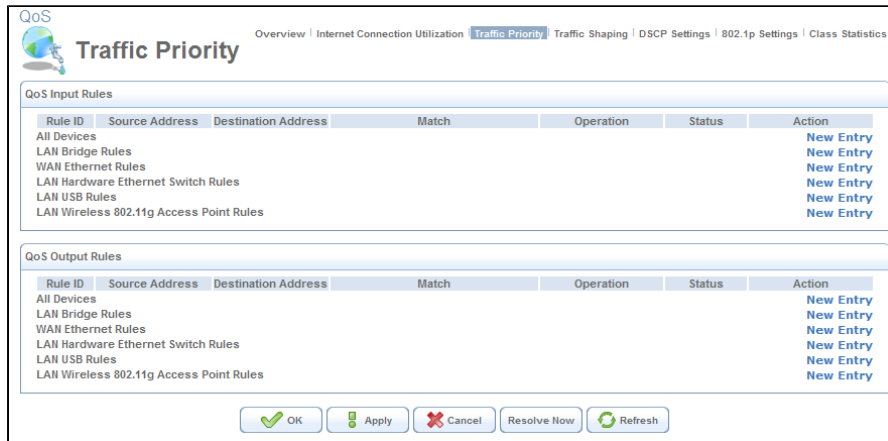 QoS
Traffic Priority
Overview | Internet Connection Utilization | Traffic Priority | Traffic Shaping | DSCP Settings | 802.1p Settings | Class Statistics
QoS Input Rules
Rule ID Source Address Destination Address Match Operation Status Action
All Devices New Entry
LAN Bridge Rules New Entry
WAN Ethernet Rules New Entry
LAN Hardware Ethernet Switch Rules New Entry
LAN USB Rules New Entry
LAN Wireless 802.11g Access Point Rules New Entry
QoS Output Rules
Rule ID Source Address Destination Address Match Operation Status Action
All Devices New Entry
LAN Bridge Rules New Entry
WAN Ethernet Rules New Entry
LAN Hardware Ethernet Switch Rules New Entry
LAN USB Rules New Entry
LAN Wireless 802.11g Access Point Rules New Entry
OK Apply Cancel Resolve Now Refresh